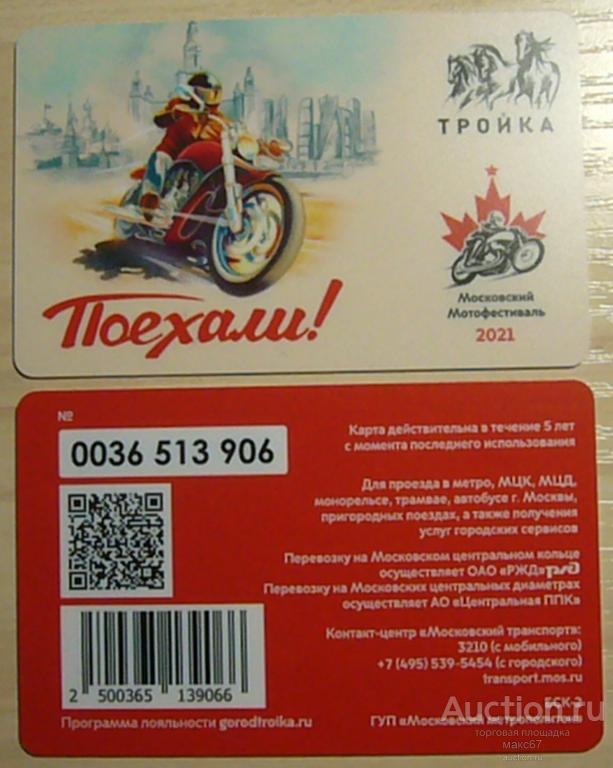 ТРОЙКА
Московский
Мотофестиваль
2021
Поехали!
№
0036 513 906
Карта действительна в течение 5 лет
с момента последнего использования
Для проезда в метро, МЦК, МЦД,
монорельсе, трамвае, автобусе г. Москвы,
пригородных поездах, а также получения
услуг городских сервисов
Перевозку на Московском центральном кольце
осуществляет ОАО «РЖД» РЖД
Перевозку на Московских центральных диаметрах
осуществляет АО «Центральная ППК»
Контакт-центр «Московский транспорт»:
3210 (с мобильного)
+7 (495) 539-5454 (с городского)
transport.mos.ru
2 500365 139066
БСК-2
Программа лояльности gorodtroika.ru
ГУП «Московский метрополитен»
Auction.ru
торговая площадка
макс67
auction.ru